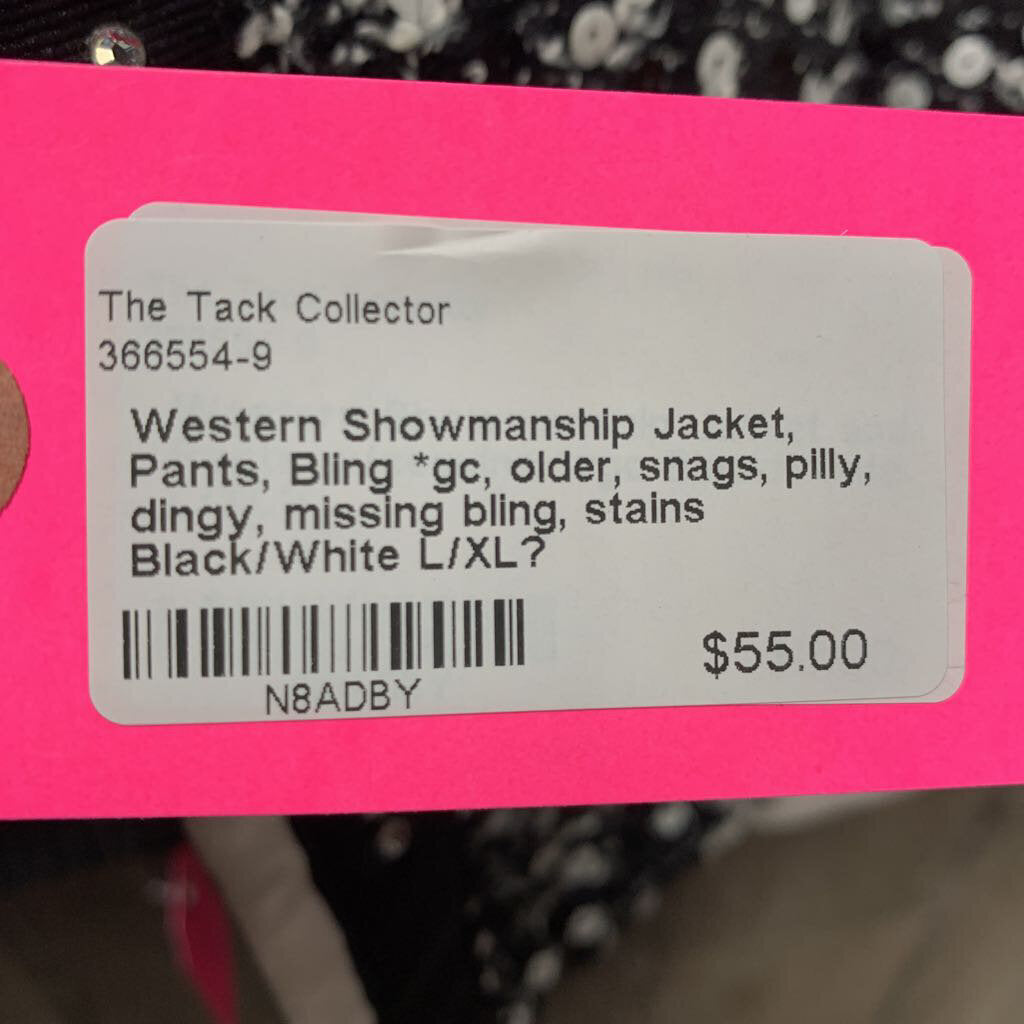 The Tack Collector
366554-9
Western Showmanship Jacket,
Pants, Bling *gc, older, snags, pilly,
dingy, missing bling, stains
Black/White L/XL?
N8ADBY
$55.00